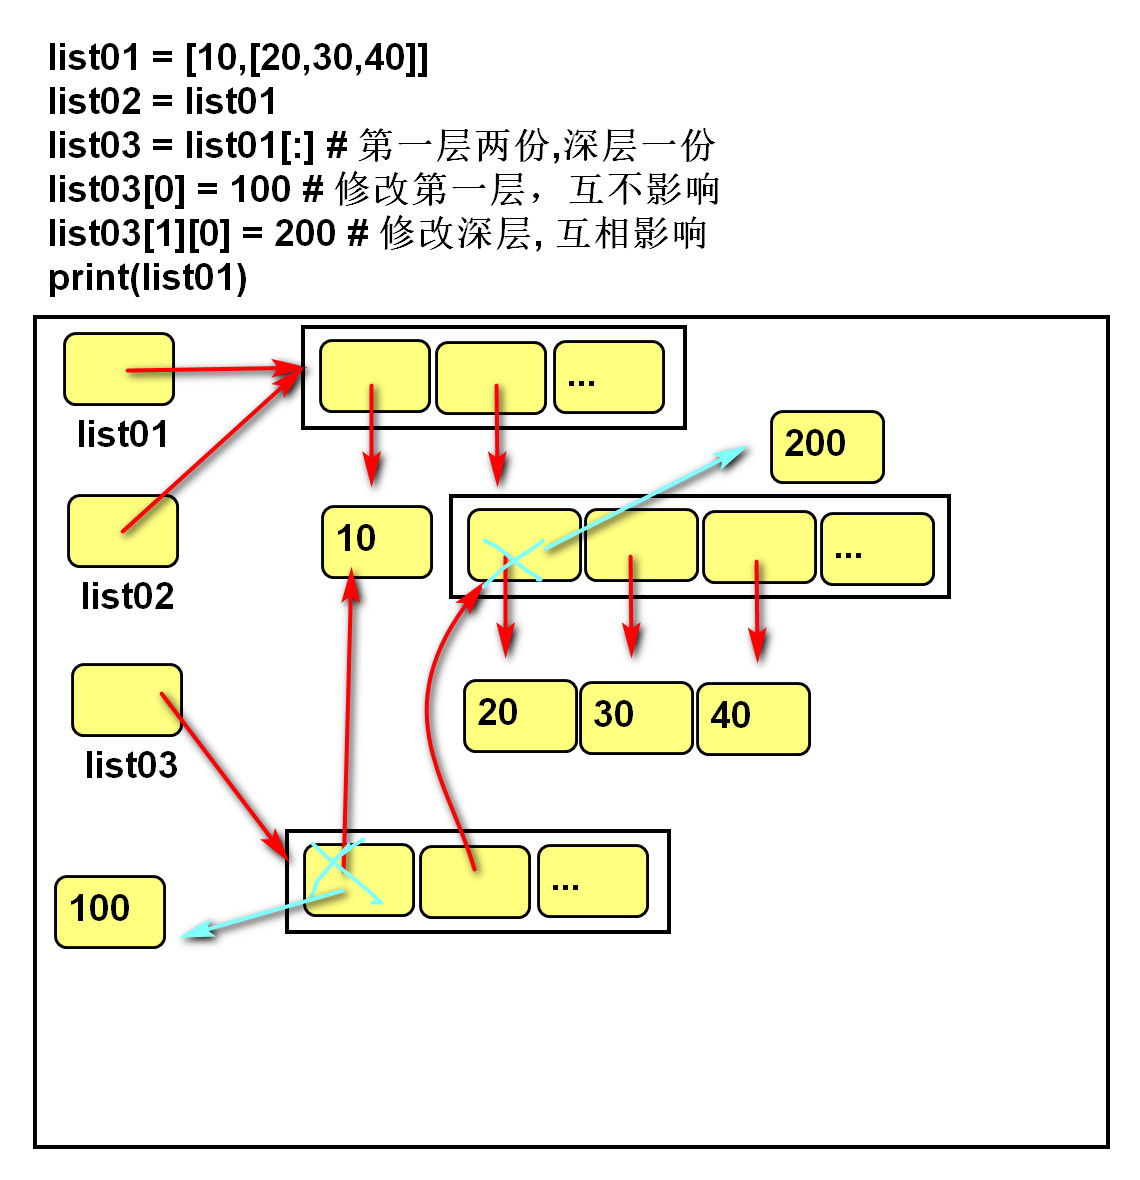 list01 = [10,[20,30,40]]
list02 = list01
list03 = list01[:] # 第一层两份,深层一份
list03[0] = 100 # 修改第一层，互不影响
list03[1][0] = 200 # 修改深层, 互相影响
print(list01)
...
list01
200
10
...
list02
20
30
40
list03
...
100